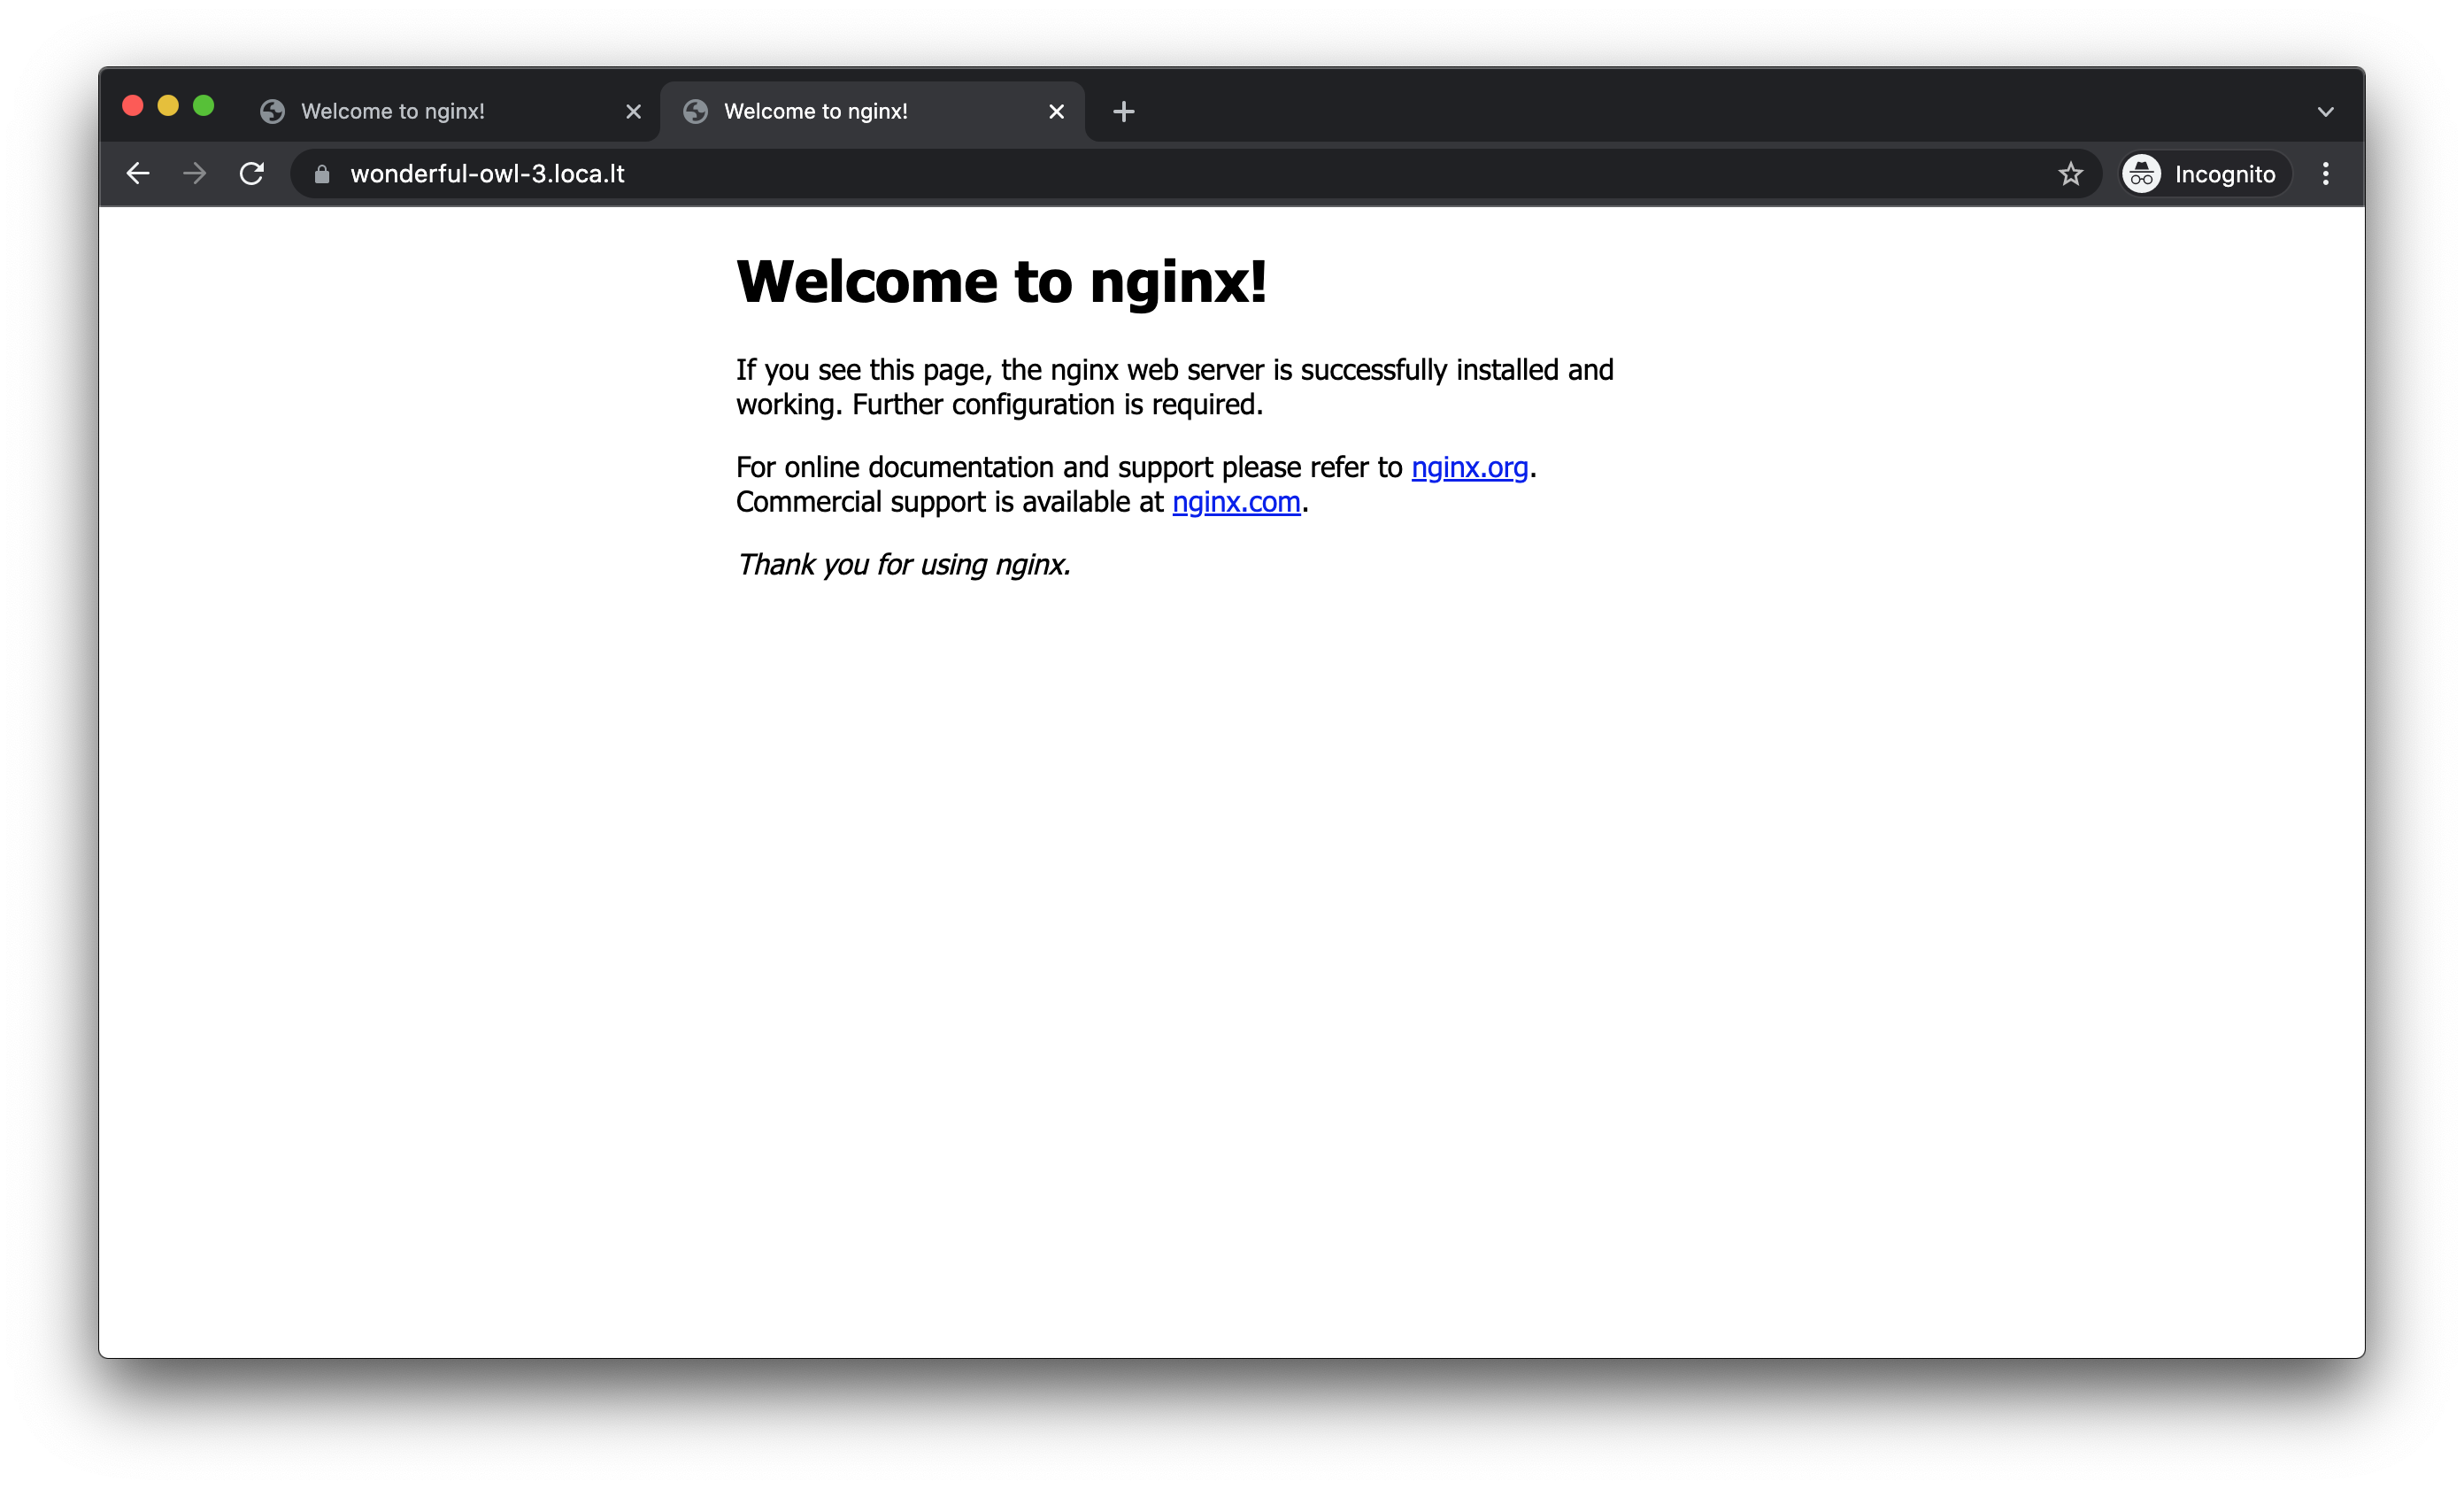 Welcome to nginx!
Welcome to nginx!
wonderful-owl-3.loca.lt
Incognito
Welcome to nginx!
If you see this page, the nginx web server is successfully installed and
working. Further configuration is required.
For online documentation and support please refer to nginx.org.
Commercial support is available at nginx.com.
Thank you for using nginx.